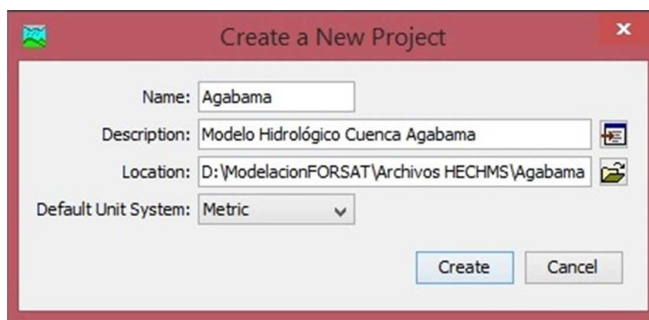 Create a New Project
Name: Agabama
Description: Modelo Hidrológico Cuenca Agabama
Location: D:\ModelacionFORSAT\Archivos HECHMS\Agabama
Default Unit System: Metric
Create Cancel